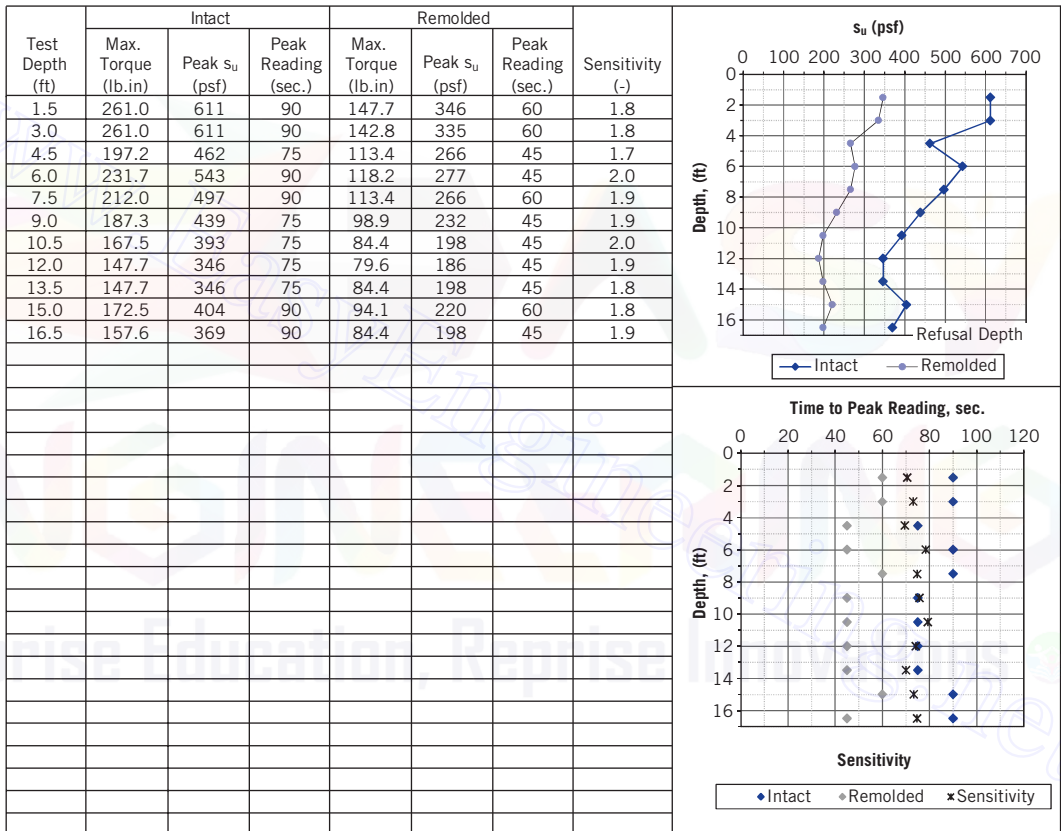 Intact Remolded
Test Depth (ft) Max. Torque (lb.in) Peak su (psf) Peak Reading (sec.) Max. Torque (lb.in) Peak su (psf) Peak Reading (sec.) Sensitivity (-)
1.5 261.0 611 90 147.7 346 60 1.8
3.0 261.0 611 90 142.8 335 60 1.8
4.5 197.2 462 75 113.4 266 45 1.7
6.0 231.7 543 90 118.2 277 45 2.0
7.5 212.0 497 90 113.4 266 60 1.9
9.0 187.3 439 75 98.9 232 45 1.9
10.5 167.5 393 75 84.4 198 45 2.0
12.0 147.7 346 75 79.6 186 45 1.9
13.5 147.7 346 75 84.4 198 45 1.8
15.0 172.5 404 90 94.1 220 60 1.8
16.5 157.6 369 90 84.4 198 45 1.9
su (psf)
0 100 200 300 400 500 600 700
0
2
4
6
8
10
12
14
16
Depth, (ft)
Refusal Depth
Intact Remolded
Time to Peak Reading, sec.
0 20 40 60 80 100 120
0
2
4
6
8
10
12
14
16
Depth, (ft)
Sensitivity
Intact Remolded Sensitivity
www.EasyEngineering.net